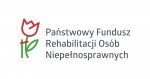 Państwowy Fundusz
Rehabilitacji Osób
Niepełnosprawnych